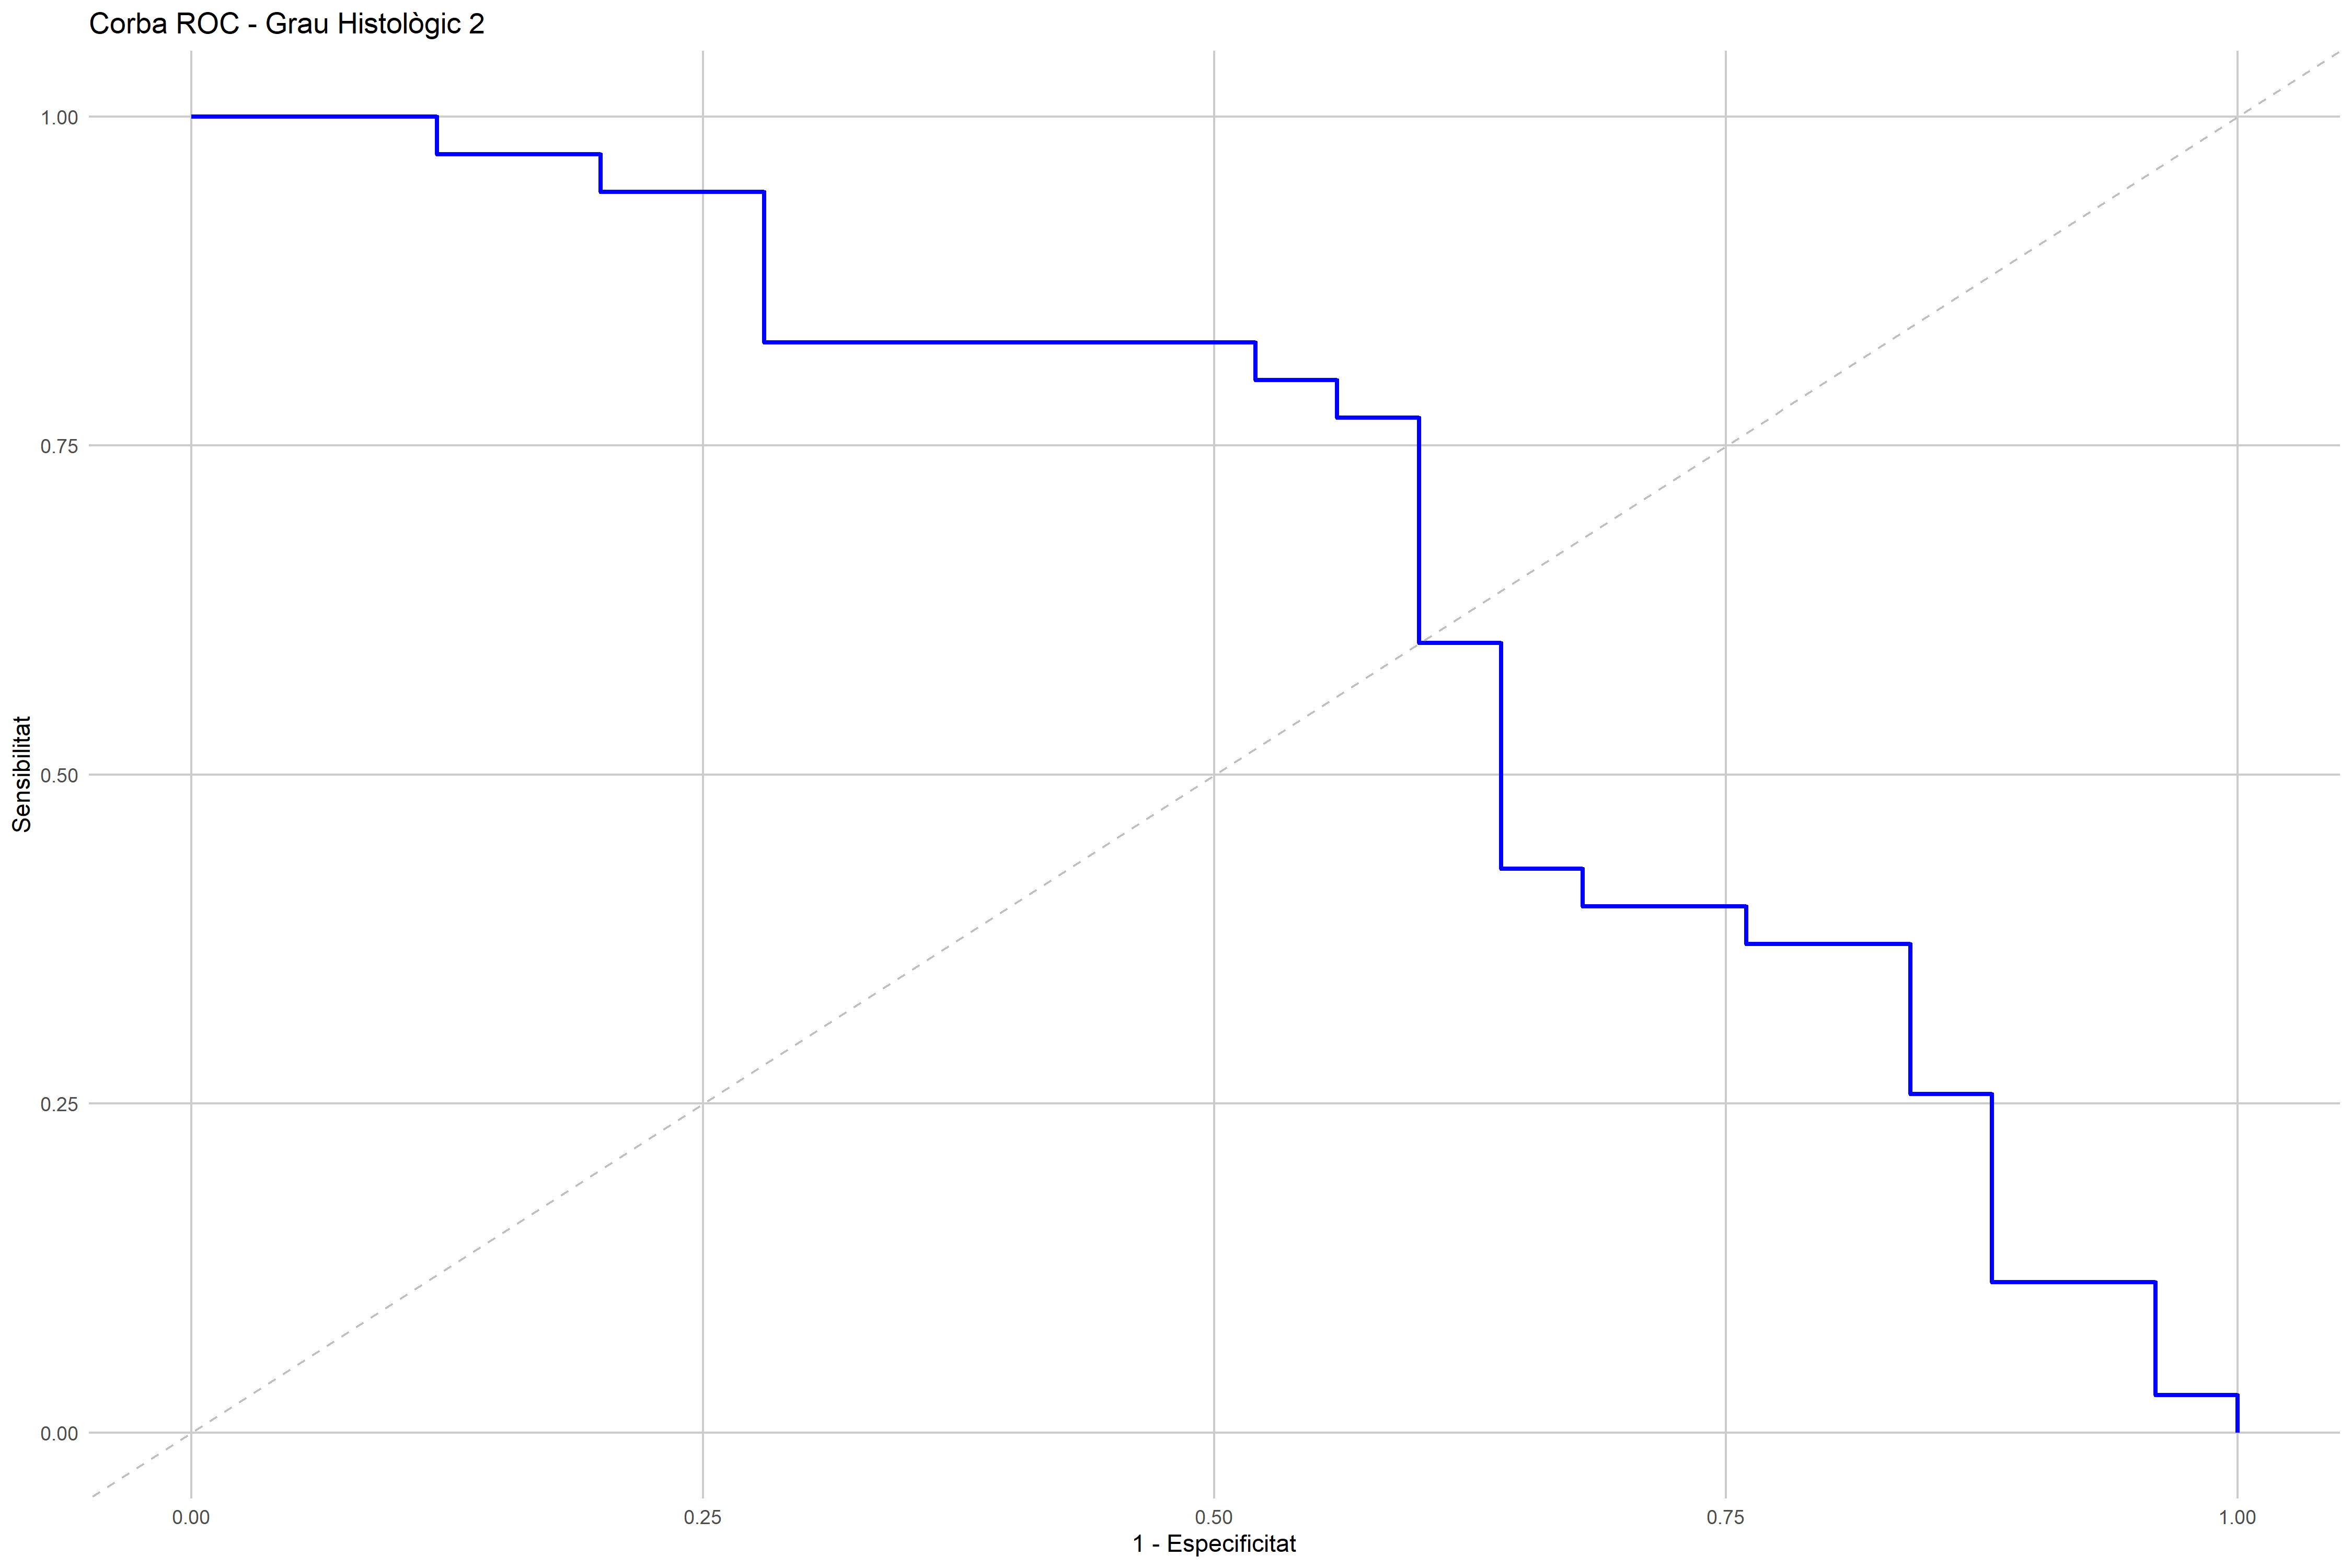 Corba ROC - Grau Histològic 2
Sensibilitat
1.00
0.75
0.50
0.25
0.00
0.00 0.25 0.50 0.75 1.00
1 - Especificitat